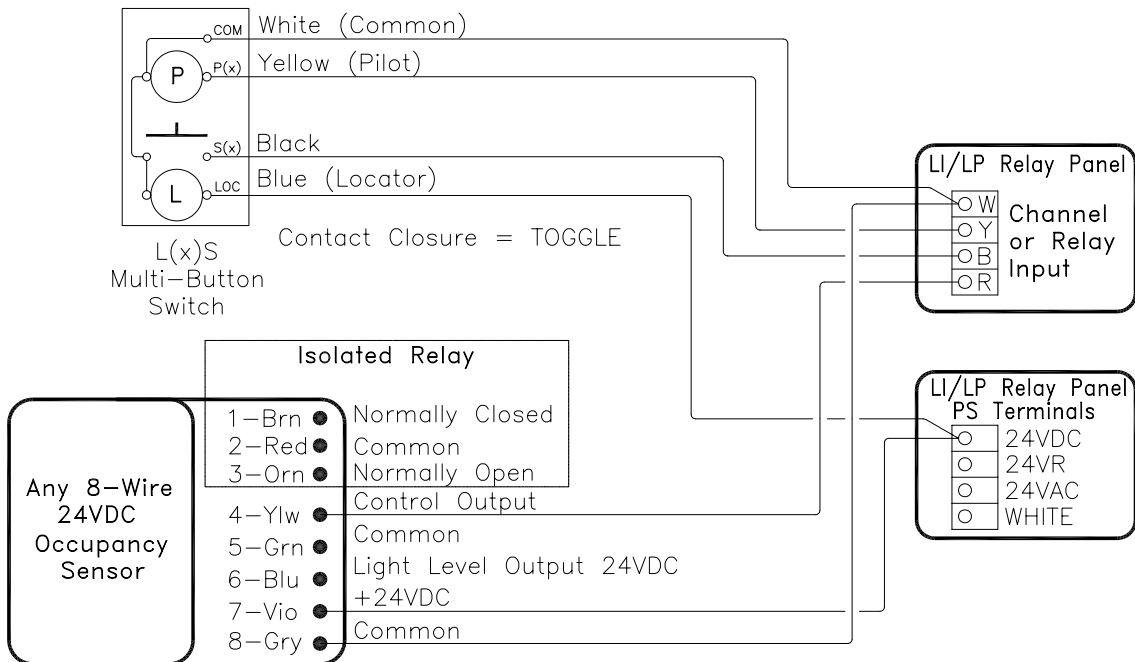 COM White (Common)
P P(x) Yellow (Pilot)
S(x) Black
L LOC Blue (Locator)
L(x)S
Multi-Button
Switch
Contact Closure = TOGGLE
LI/LP Relay Panel
W
Y
B
R
Channel
or Relay
Input
Isolated Relay
1-Brn Normally Closed
2-Red Common
3-Orn Normally Open
4-Ylw Control Output
5-Grn Common
6-Blu Light Level Output 24VDC
7-Vio +24VDC
8-Gry Common
Any 8-Wire
24VDC
Occupancy
Sensor
LI/LP Relay Panel
PS Terminals
24VDC
24VR
24VAC
WHITE